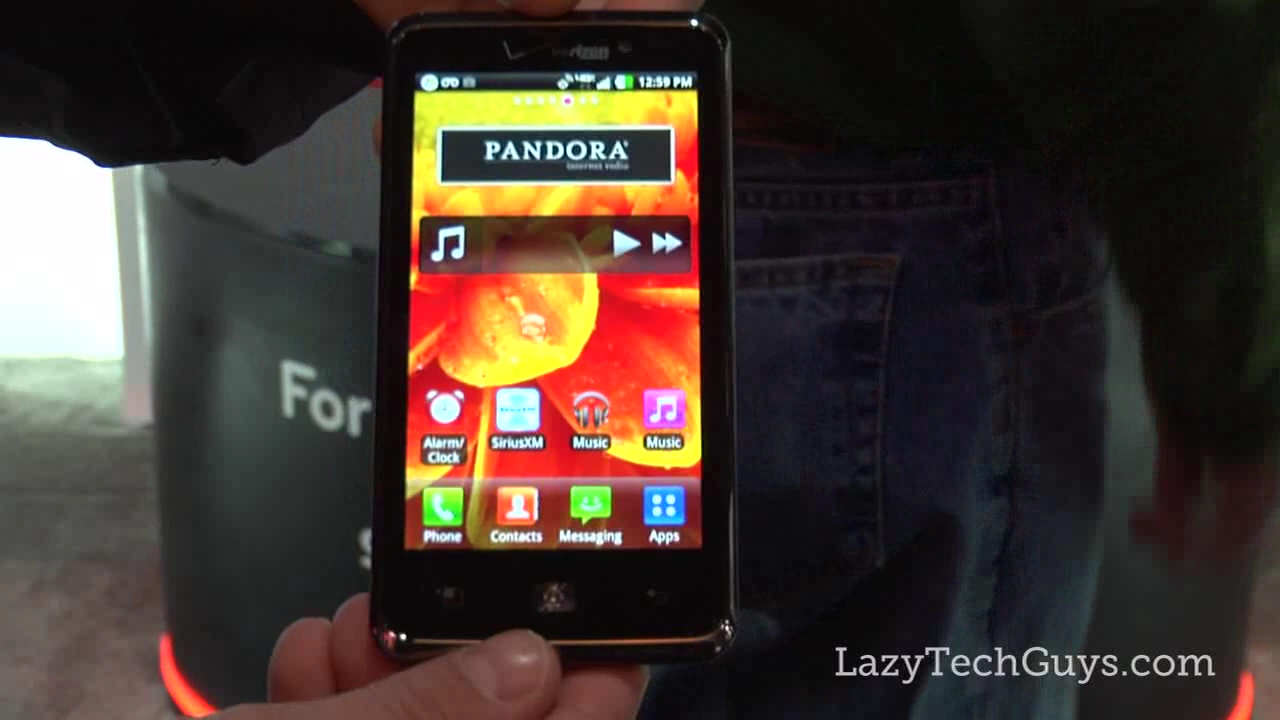 verizon
12:59 PM
PANDORA
internet radio
For
Alarm/
Clock
SiriusXM
Music
Music
Phone
Contacts
Messaging
Apps
LazyTechGuys.com